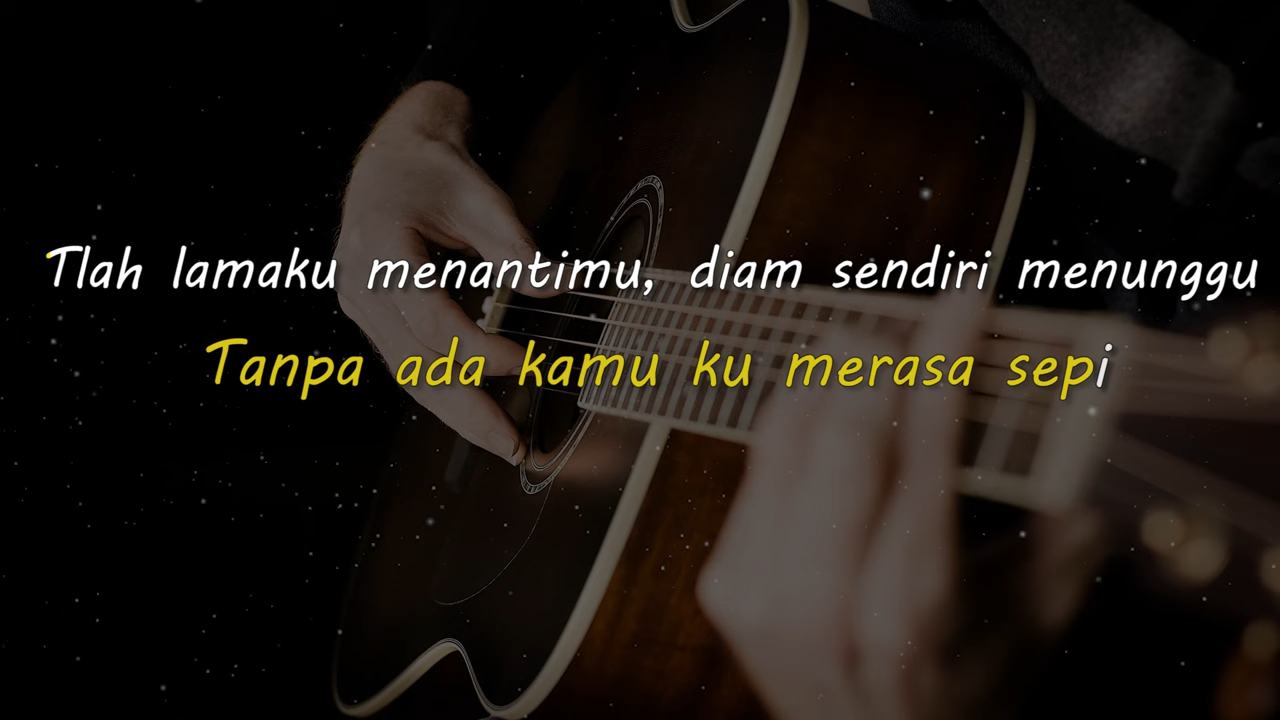 Tlah lamaku menantimu, diam sendiri menunggu
Tanpa ada kamu ku merasa sepi